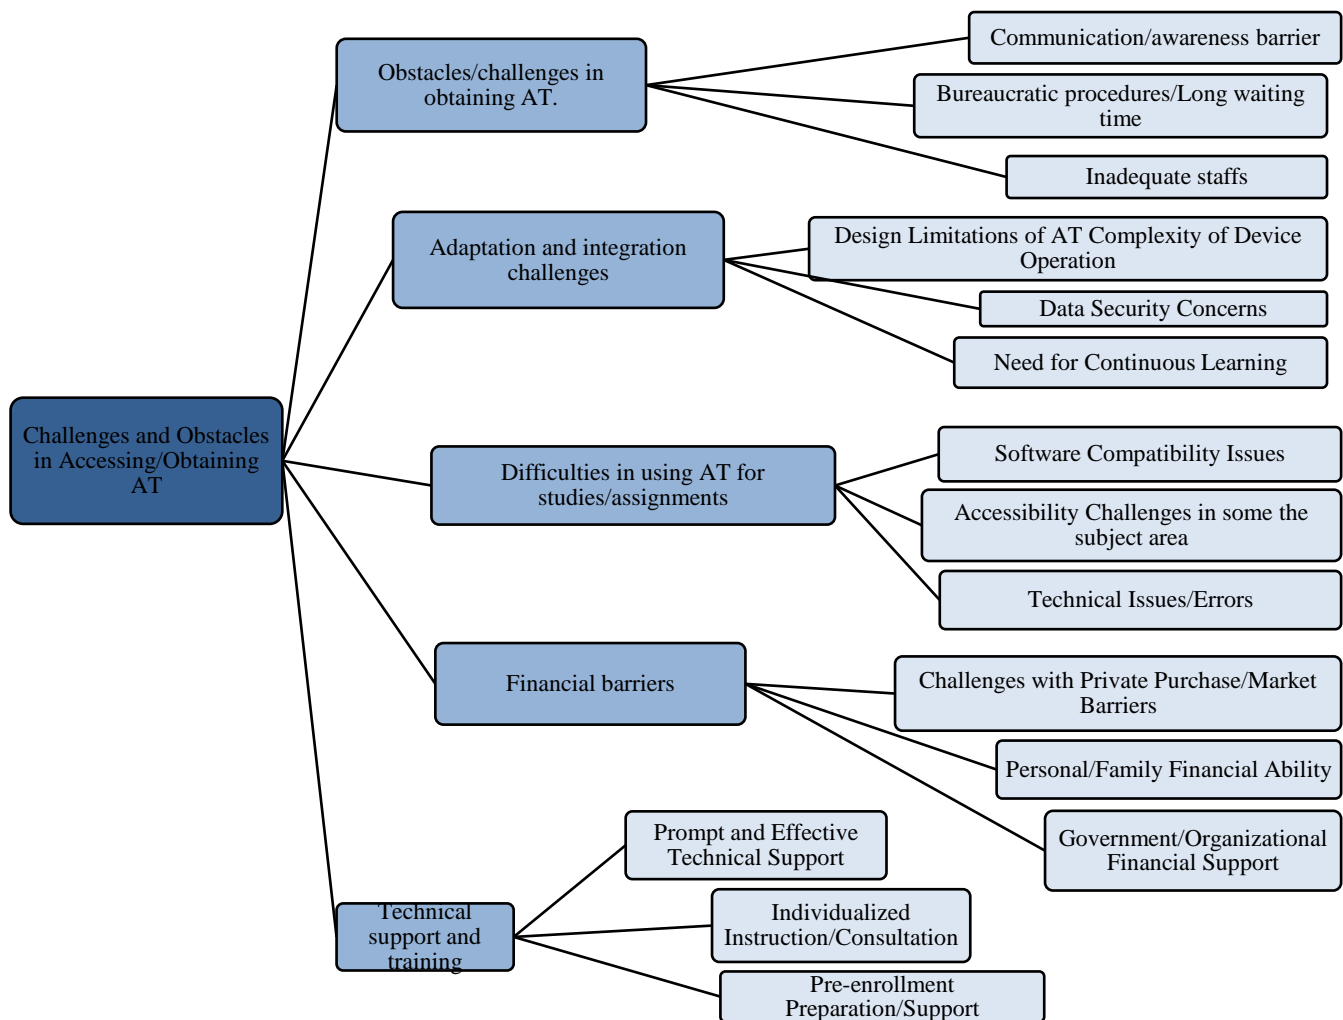 Challenges and Obstacles
in Accessing/Obtaining
AT
Obstacles/challenges in
obtaining AT.
Communication/awareness barrier
Bureaucratic procedures/Long waiting
time
Inadequate staffs
Adaptation and integration
challenges
Design Limitations of AT Complexity of Device
Operation
Data Security Concerns
Need for Continuous Learning
Difficulties in using AT for
studies/assignments
Software Compatibility Issues
Accessibility Challenges in some the
subject area
Technical Issues/Errors
Financial barriers
Challenges with Private Purchase/Market
Barriers
Personal/Family Financial Ability
Government/Organizational
Financial Support
Technical
support and
training
Prompt and Effective
Technical Support
Individualized
Instruction/Consultation
Pre-enrollment
Preparation/Support